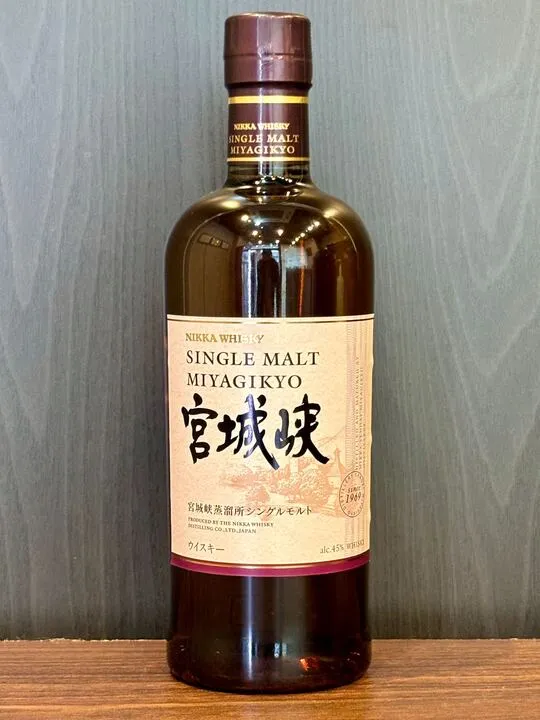 NIKKA WHISKY
SINGLE MALT
MIYAGIKYO
NIKKA WHISKY
SINGLE MALT
MIYAGIKYO
宮城峡
宮城峡蒸溜所シングルモルト
PRODUCED BY THE NIKKA WHISKY
DISTILLING CO.,LTD.,JAPAN
since
1969
ウイスキー
alc.45% WHISKY